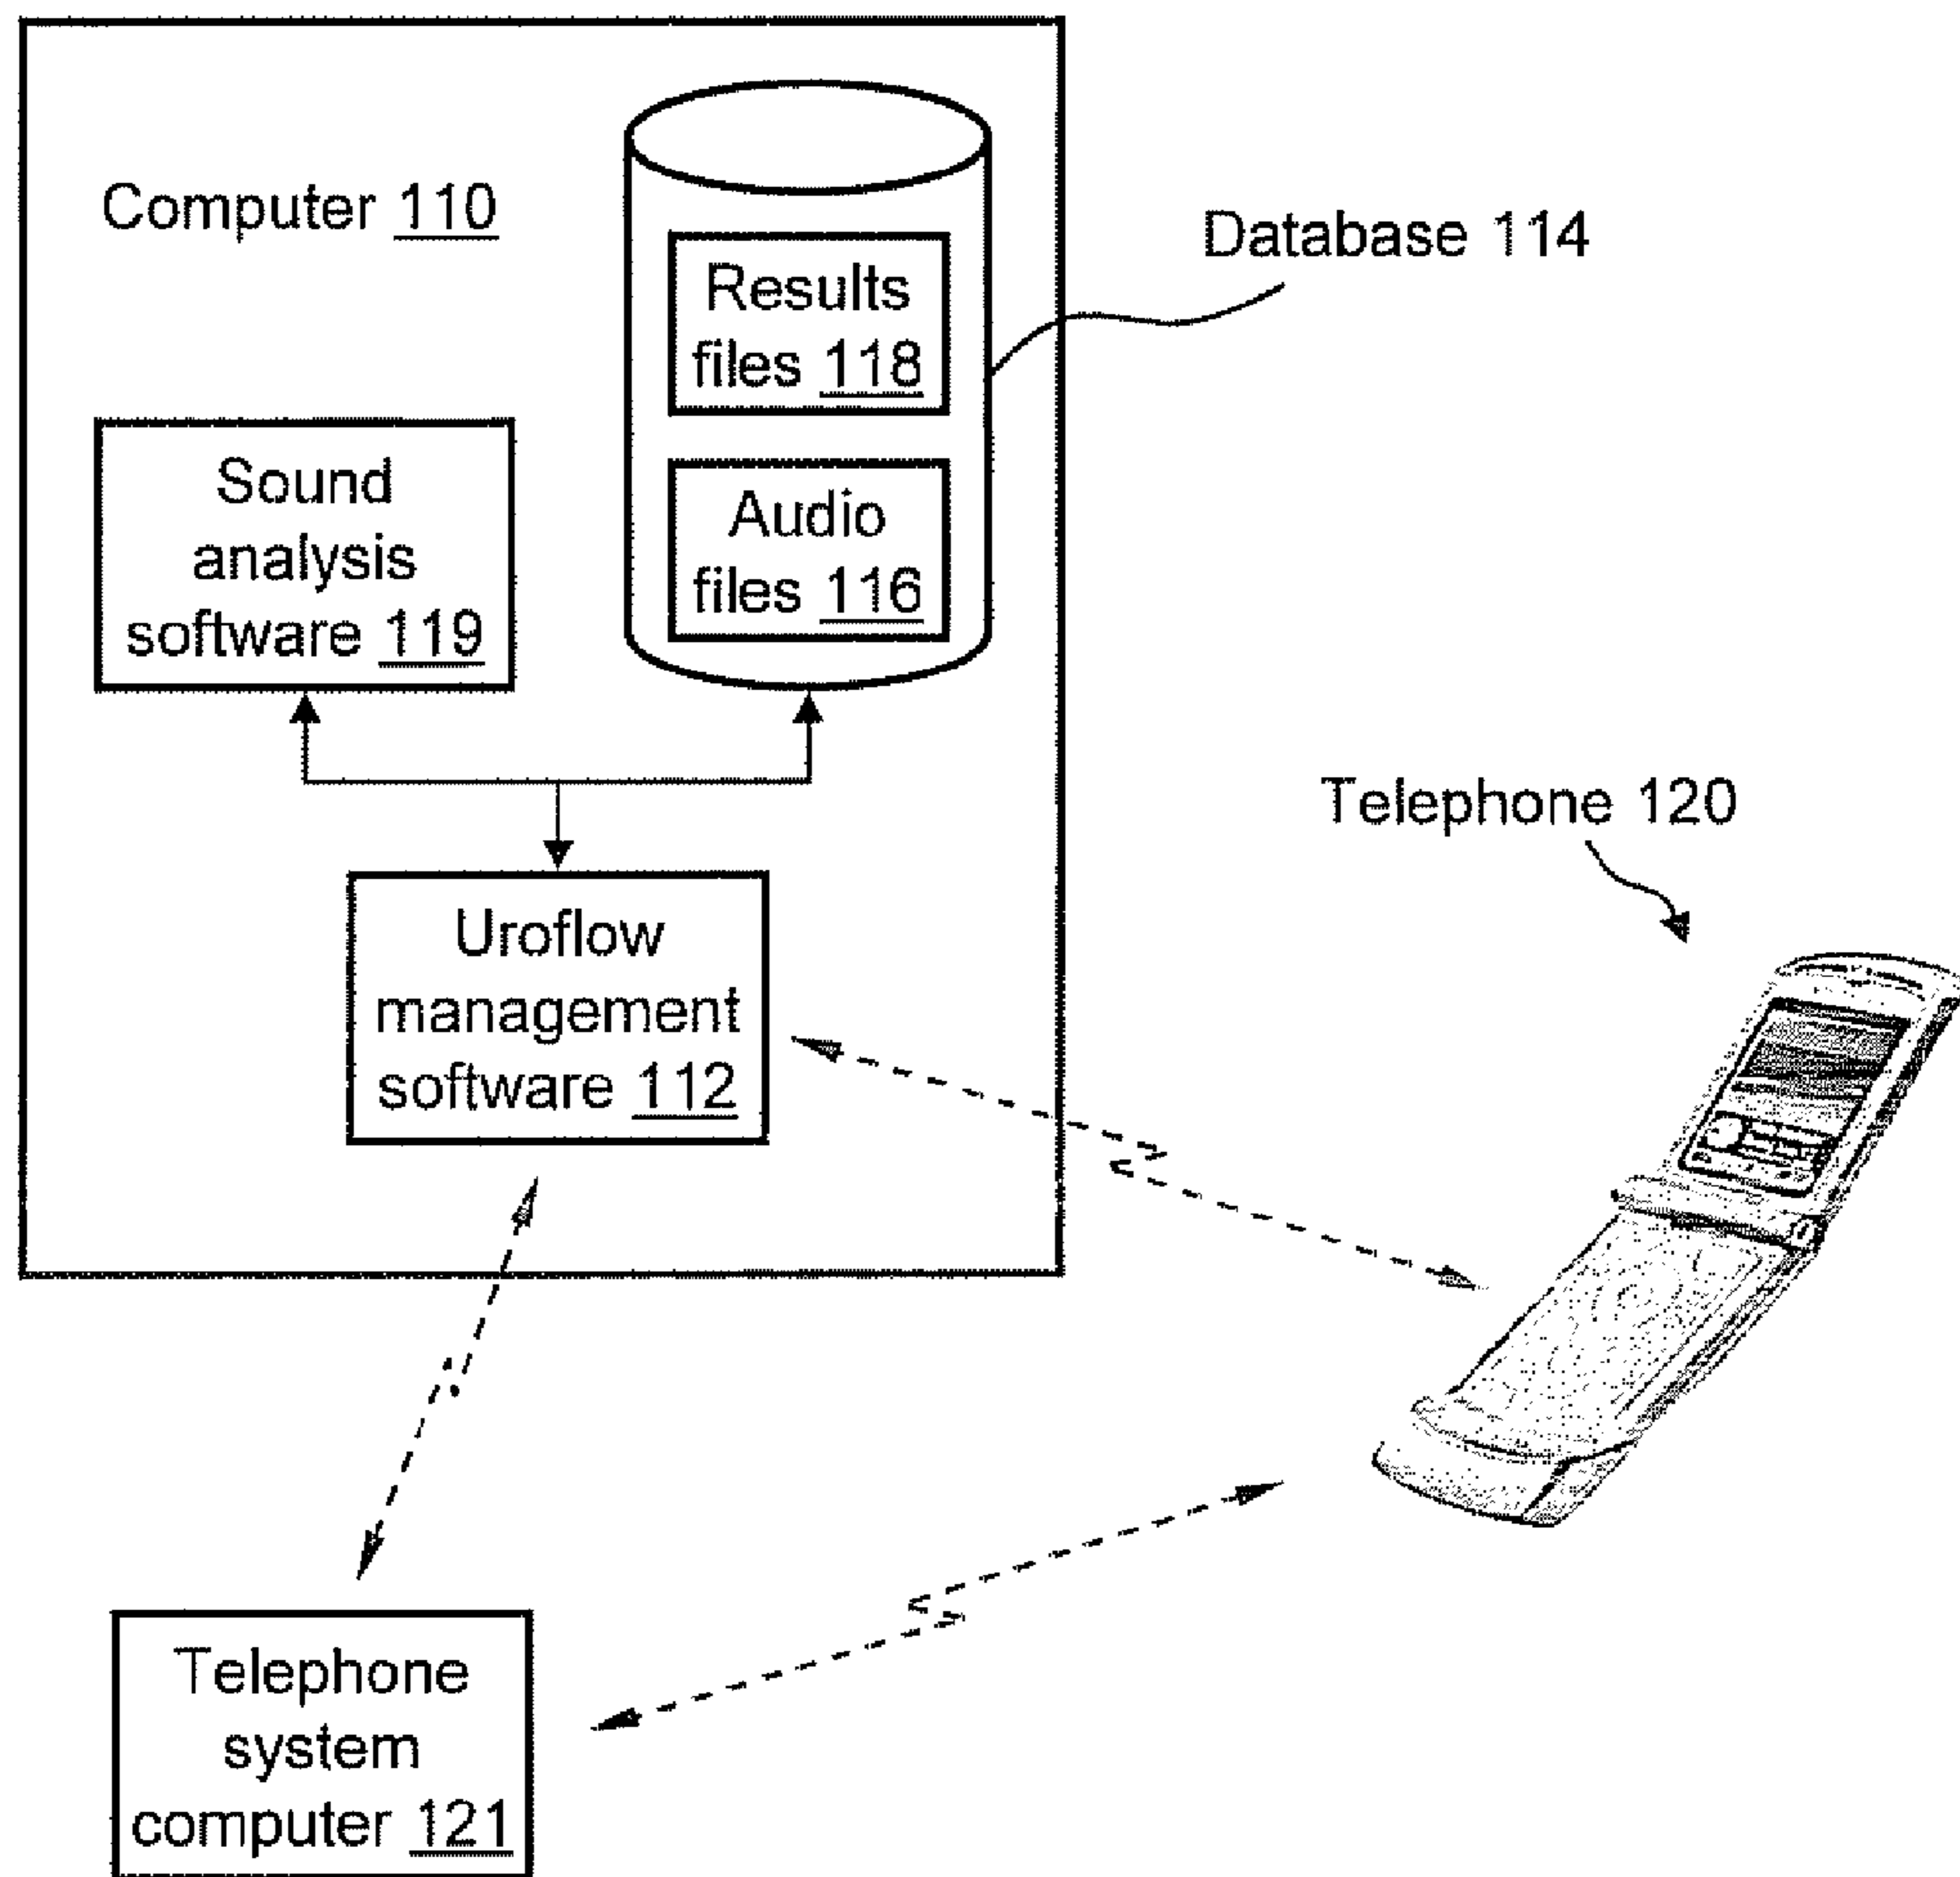 Computer 110
Database 114
Results
files 118
Sound
analysis
software 119
Audio
files 116
Telephone 120
Uroflow
management
software 112
Telephone
system
computer 121